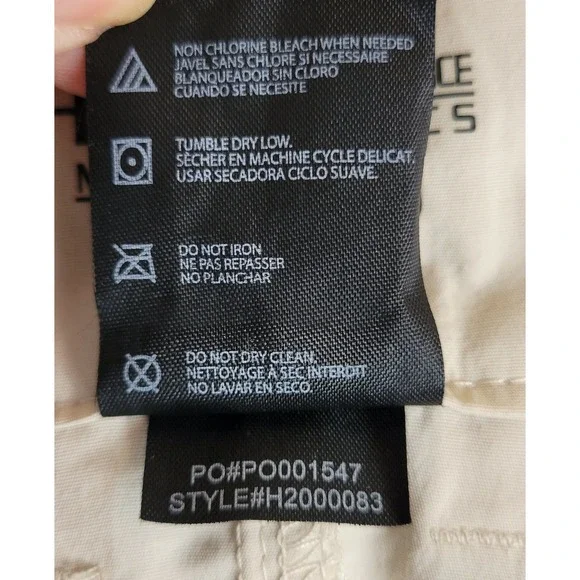 NON CHLORINE BLEACH WHEN NEEDED
JAVEL SANS CHLORE SI NECESSAIRE
BLANQUEADOR SIN CLORO
CUANDO SE NECESITE
TUMBLE DRY LOW.
SÈCHER EN MACHINE CYCLE DELICAT.
USAR SECADORA CICLO SUAVE.
DO NOT IRON
NE PAS REPASSER
NO PLANCHAR
DO NOT DRY CLEAN.
NETTOYAGE A SEC INTERDIT
NO LAVAR EN SECO.
PO#PO001547
STYLE#H2000083